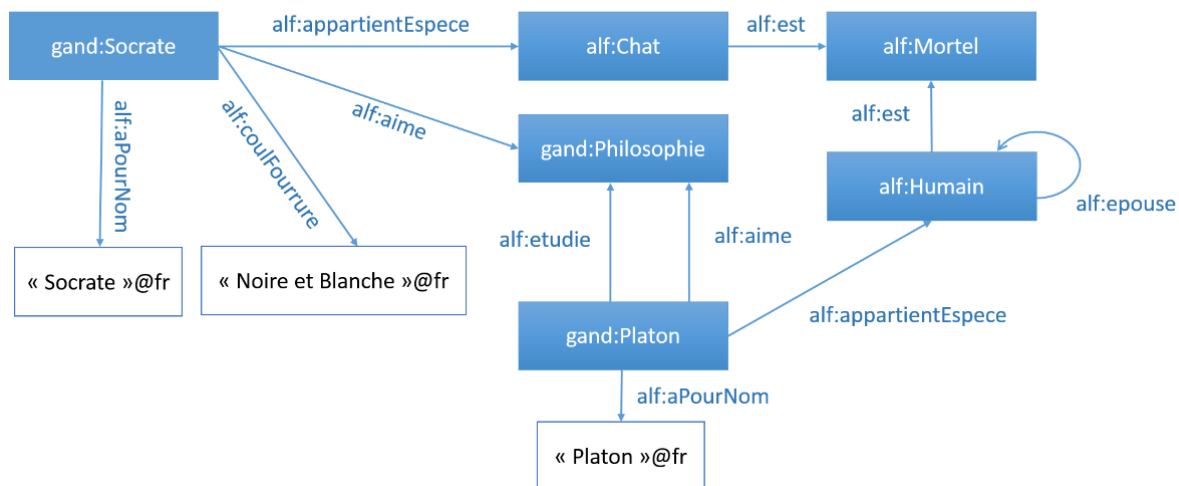 gand:Socrate
alf:appartientEspece
alf:Chat
alf:est
alf:Mortel
alf:aPourNom
alf:coulFourrure
alf:aime
gand:Philosophie
alf:est
alf:Humain
alf:epouse
alf:etudie
alf:aime
« Socrate »@fr
« Noire et Blanche »@fr
gand:Platon
alf:appartientEspece
alf:aPourNom
« Platon »@fr